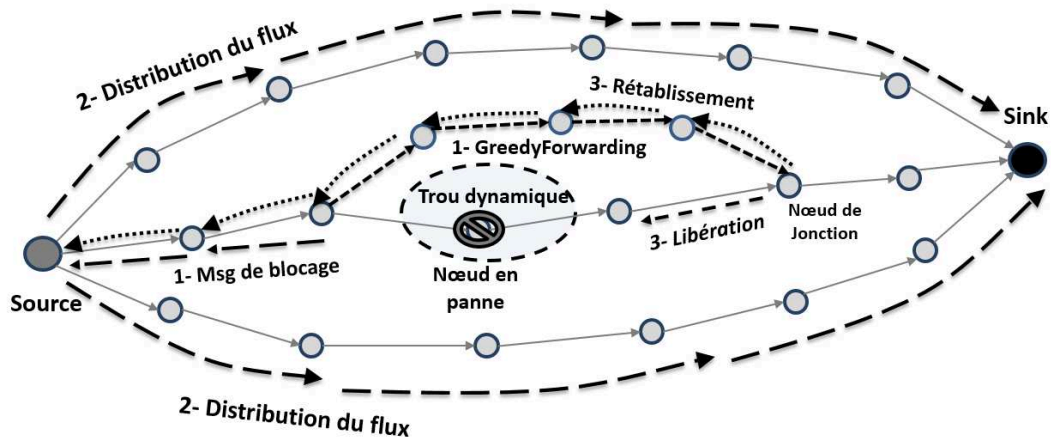 2- Distribution du flux
3- Rétablissement
Sink
1- GreedyForwarding
Trou dynamique
Nœud de
Jonction
3- Libération
1- Msg de blocage
Nœud en
panne
Source
2- Distribution du flux